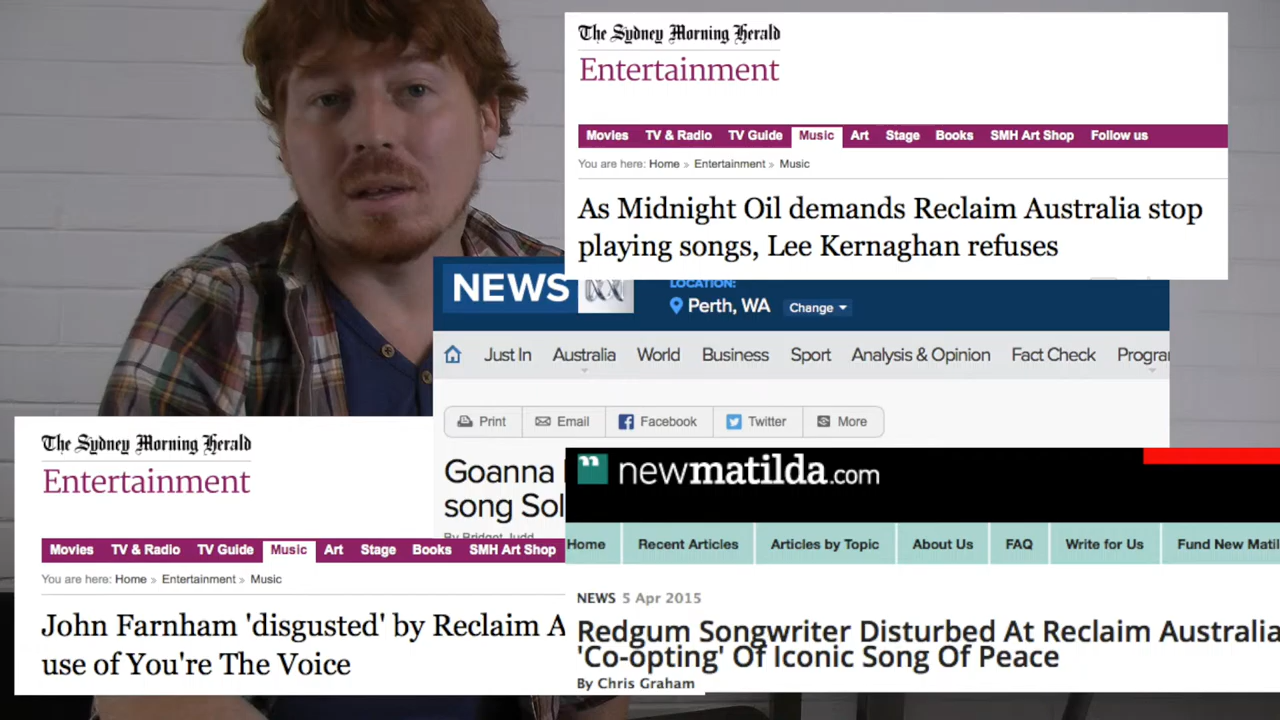 The Sydney Morning Herald
Entertainment
Movies TV & Radio TV Guide Music Art Stage Books SMH Art Shop Follow us
You are here: Home > Entertainment > Music
As Midnight Oil demands Reclaim Australia stop
playing songs, Lee Kernaghan refuses
NEWS
LOCATION:
Perth, WA Change
Just In Australia World Business Sport Analysis & Opinion Fact Check
Print Email Facebook Twitter More
Goanna
song
By Bridget Judd
The Sydney Morning Herald
Entertainment
Movies TV & Radio TV Guide Music Art Stage Books SMH Art Shop
You are here: Home > Entertainment > Music
John Farnham 'disgusted' by Reclaim A
use of You're The Voice
newmatilda.com
Home Recent Articles Articles by Topic About Us FAQ Write for Us Fund New
NEWS 5 Apr 2015
Redgum Songwriter Disturbed At Reclaim Australia
'Co-opting' Of Iconic Song Of Peace
By Chris Graham